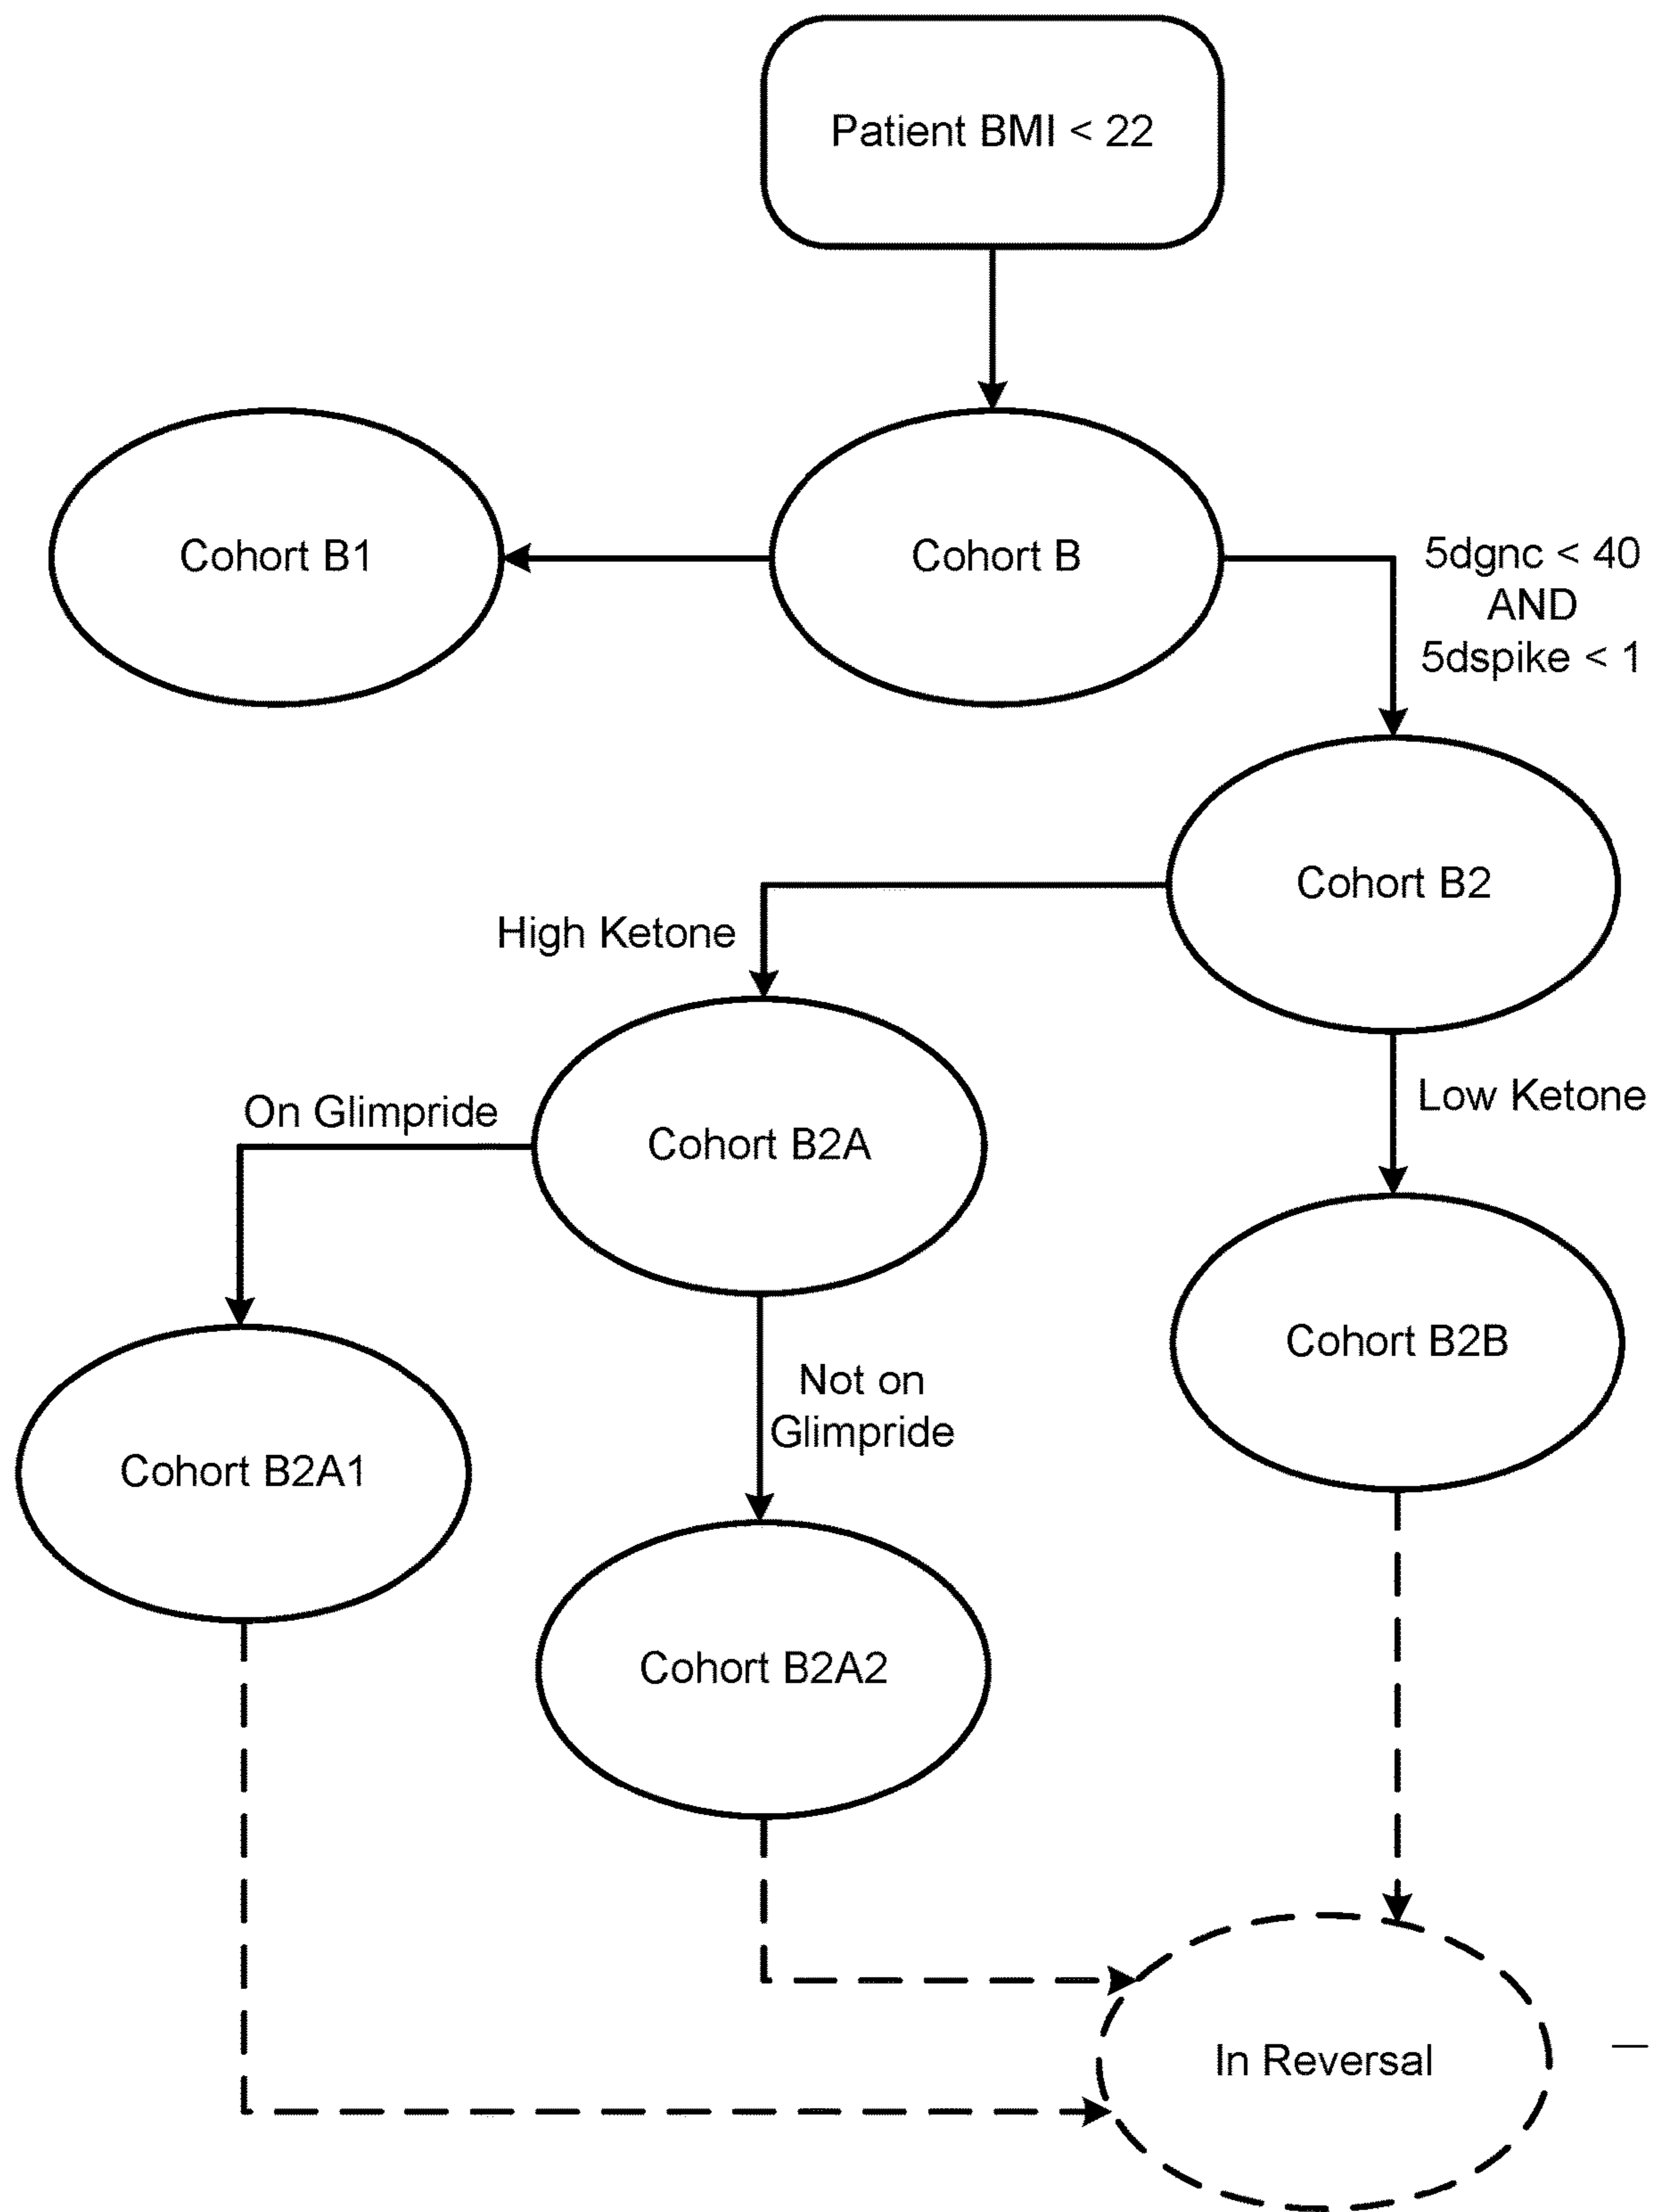 Patient BMI < 22
Cohort B1
Cohort B
5dgnc < 40
AND
5dspike < 1
Cohort B2
High Ketone
Low Ketone
On Glimpride
Cohort B2A
Cohort B2B
Not on
Glimpride
Cohort B2A1
Cohort B2A2
In Reversal